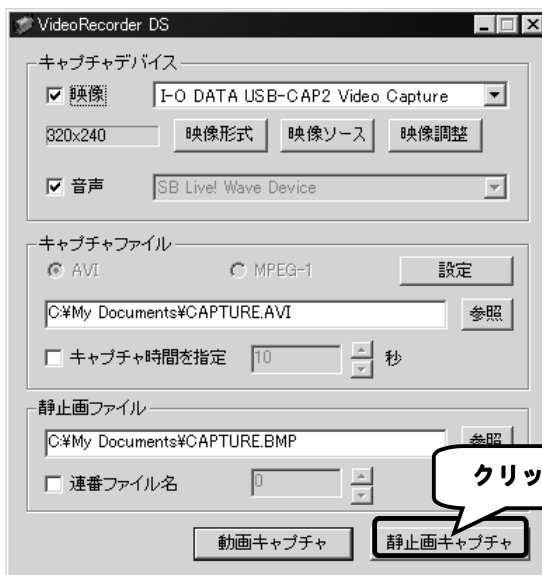 VideoRecorder DS
キャプチャデバイス
映像 I-O DATA USB-CAP2 Video Capture
320x240 映像形式 映像ソース 映像調整
音声 SB Live! Wave Device
キャプチャファイル
AVI MPEG-1 設定
C:¥My Documents¥CAPTURE.AVI 参照
キャプチャ時間を指定 10 秒
静止画ファイル
C:¥My Documents¥CAPTURE.BMP 参照
連番ファイル名 0 クリッ
動画キャプチャ 静止画キャプチャ